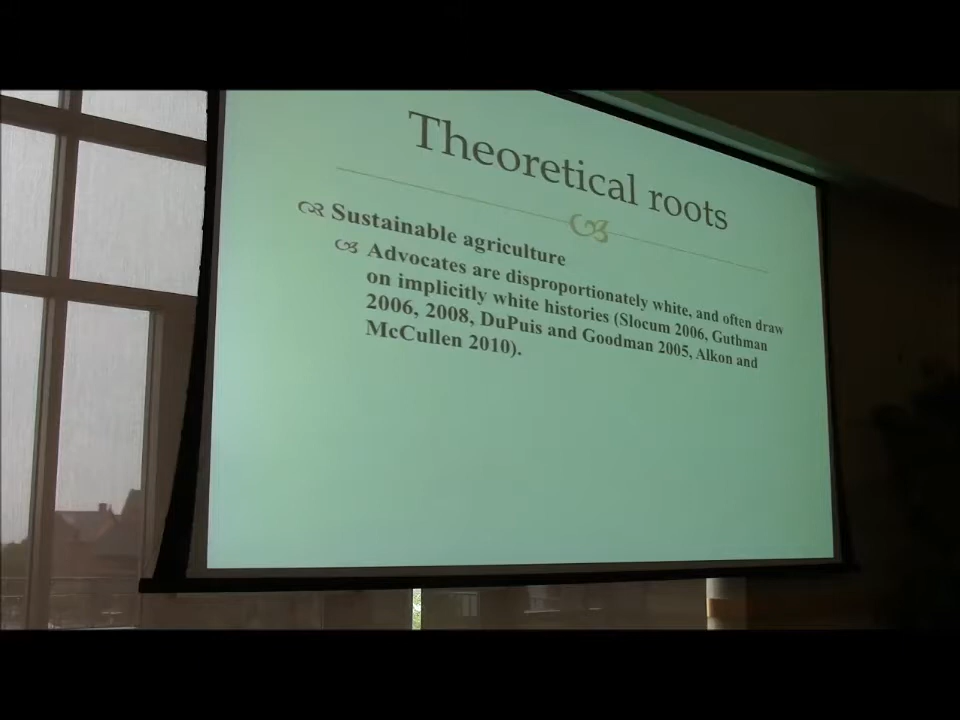 Theoretical roots
Sustainable agriculture
Advocates are disproportionately white, and often draw
on implicitly white histories (Slocum 2006, Guthman
2006, 2008, DuPuis and Goodman 2005, Alkon and
McCullen 2010).